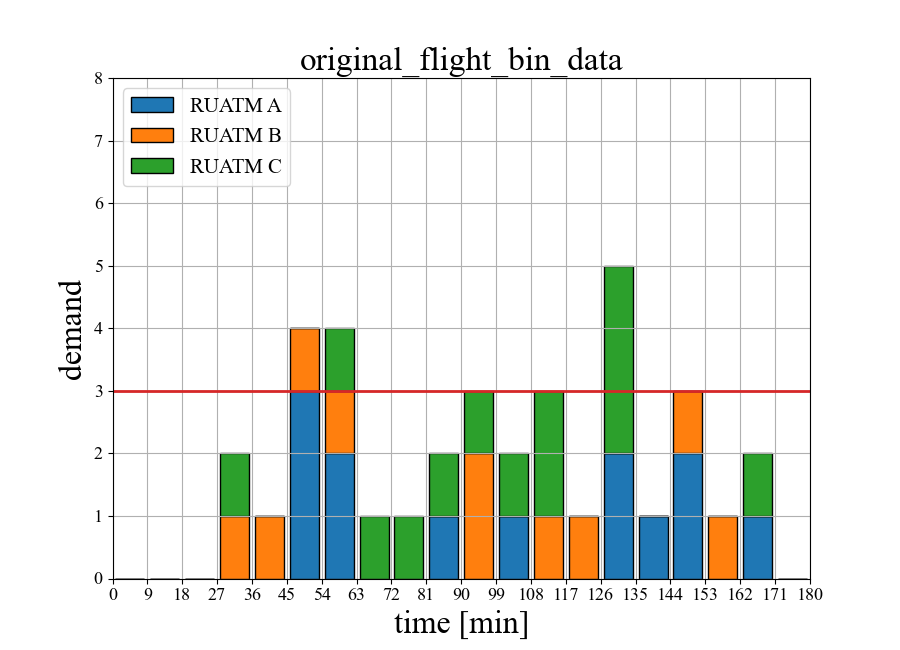 original_flight_bin_data
8
7
6
5
4
3
2
1
0
demand
RUATM A
RUATM B
RUATM C
0 9 18 27 36 45 54 63 72 81 90 99 108 117 126 135 144 153 162 171 180
time [min]